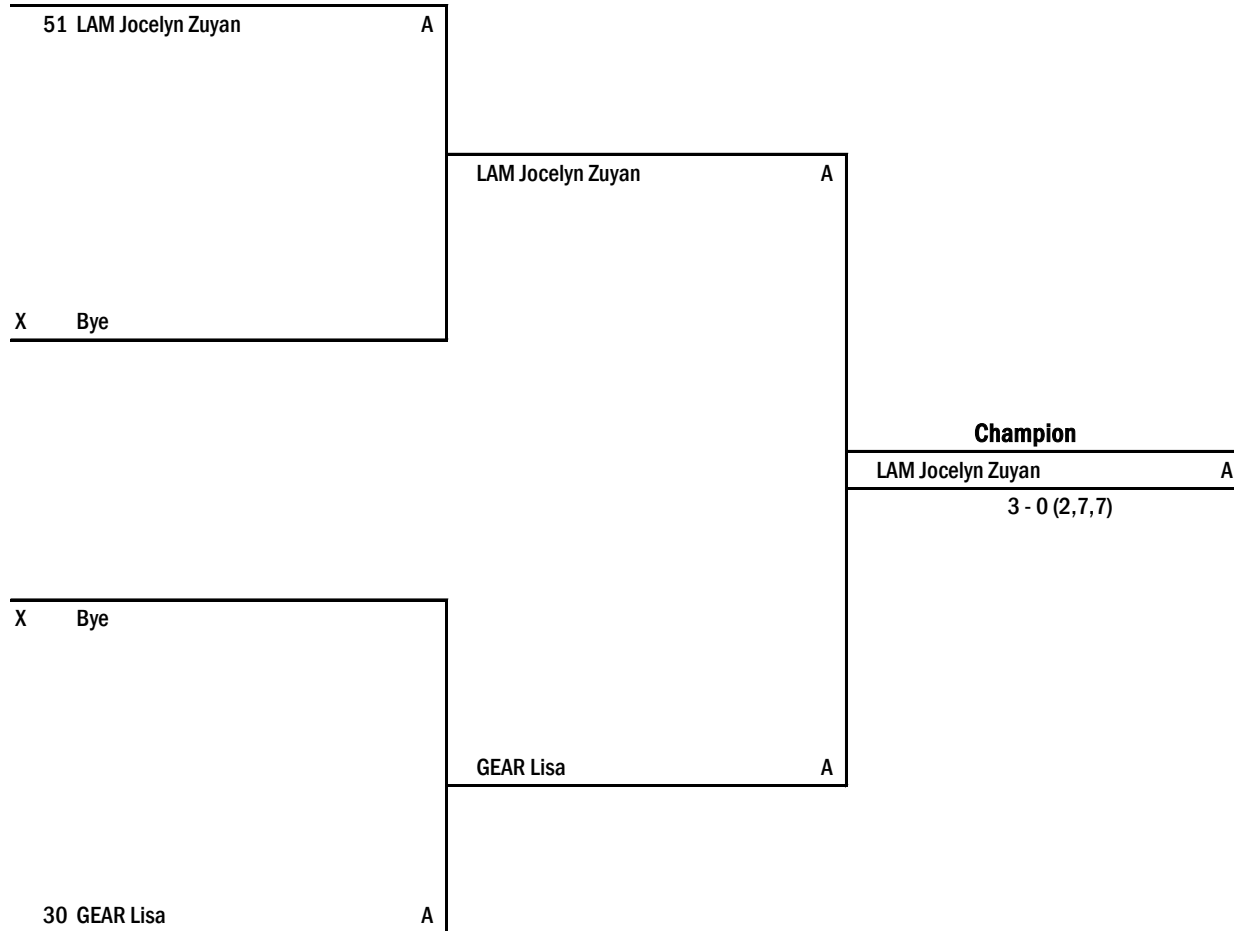 51 LAM Jocelyn Zuyan A
LAM Jocelyn Zuyan A
X Bye
Champion
LAM Jocelyn Zuyan A
3 - 0 (2,7,7)
X Bye
GEAR Lisa A
30 GEAR Lisa A